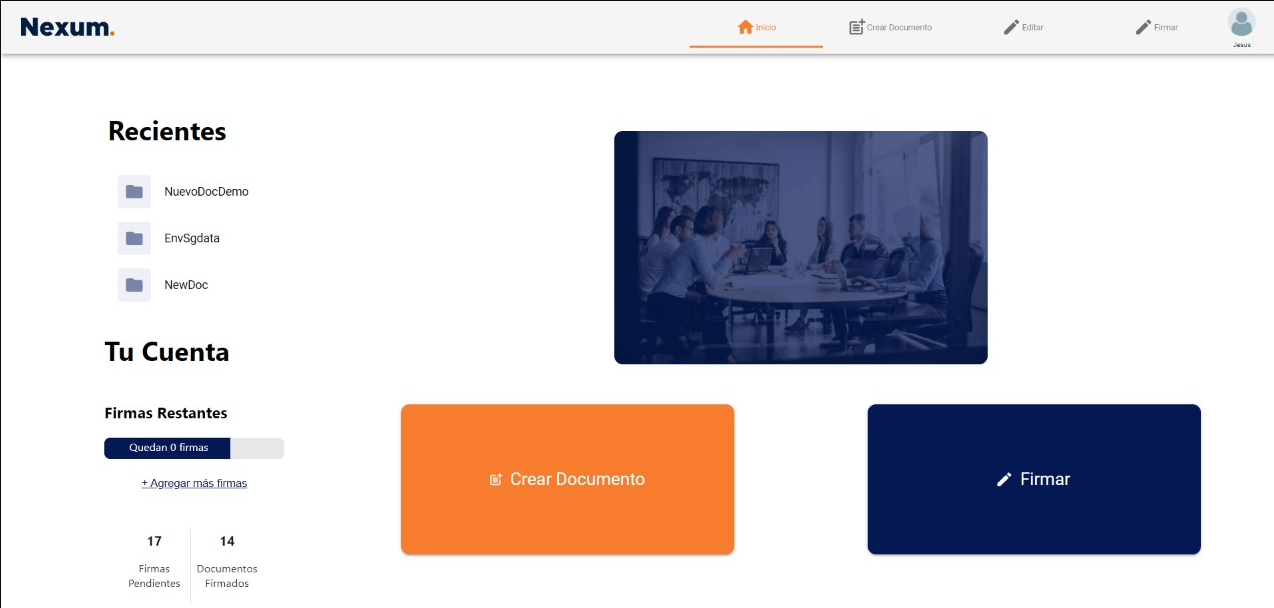 Nexum.
Inicio
Crear Documento
Editar
Firmar
Jesus
Recientes
NuevoDocDemo
EnvSgdata
NewDoc
Tu Cuenta
Firmas Restantes
Quedan 0 firmas
+ Agregar más firmas
17
Firmas
Pendientes
14
Documentos
Firmados
Crear Documento
Firmar